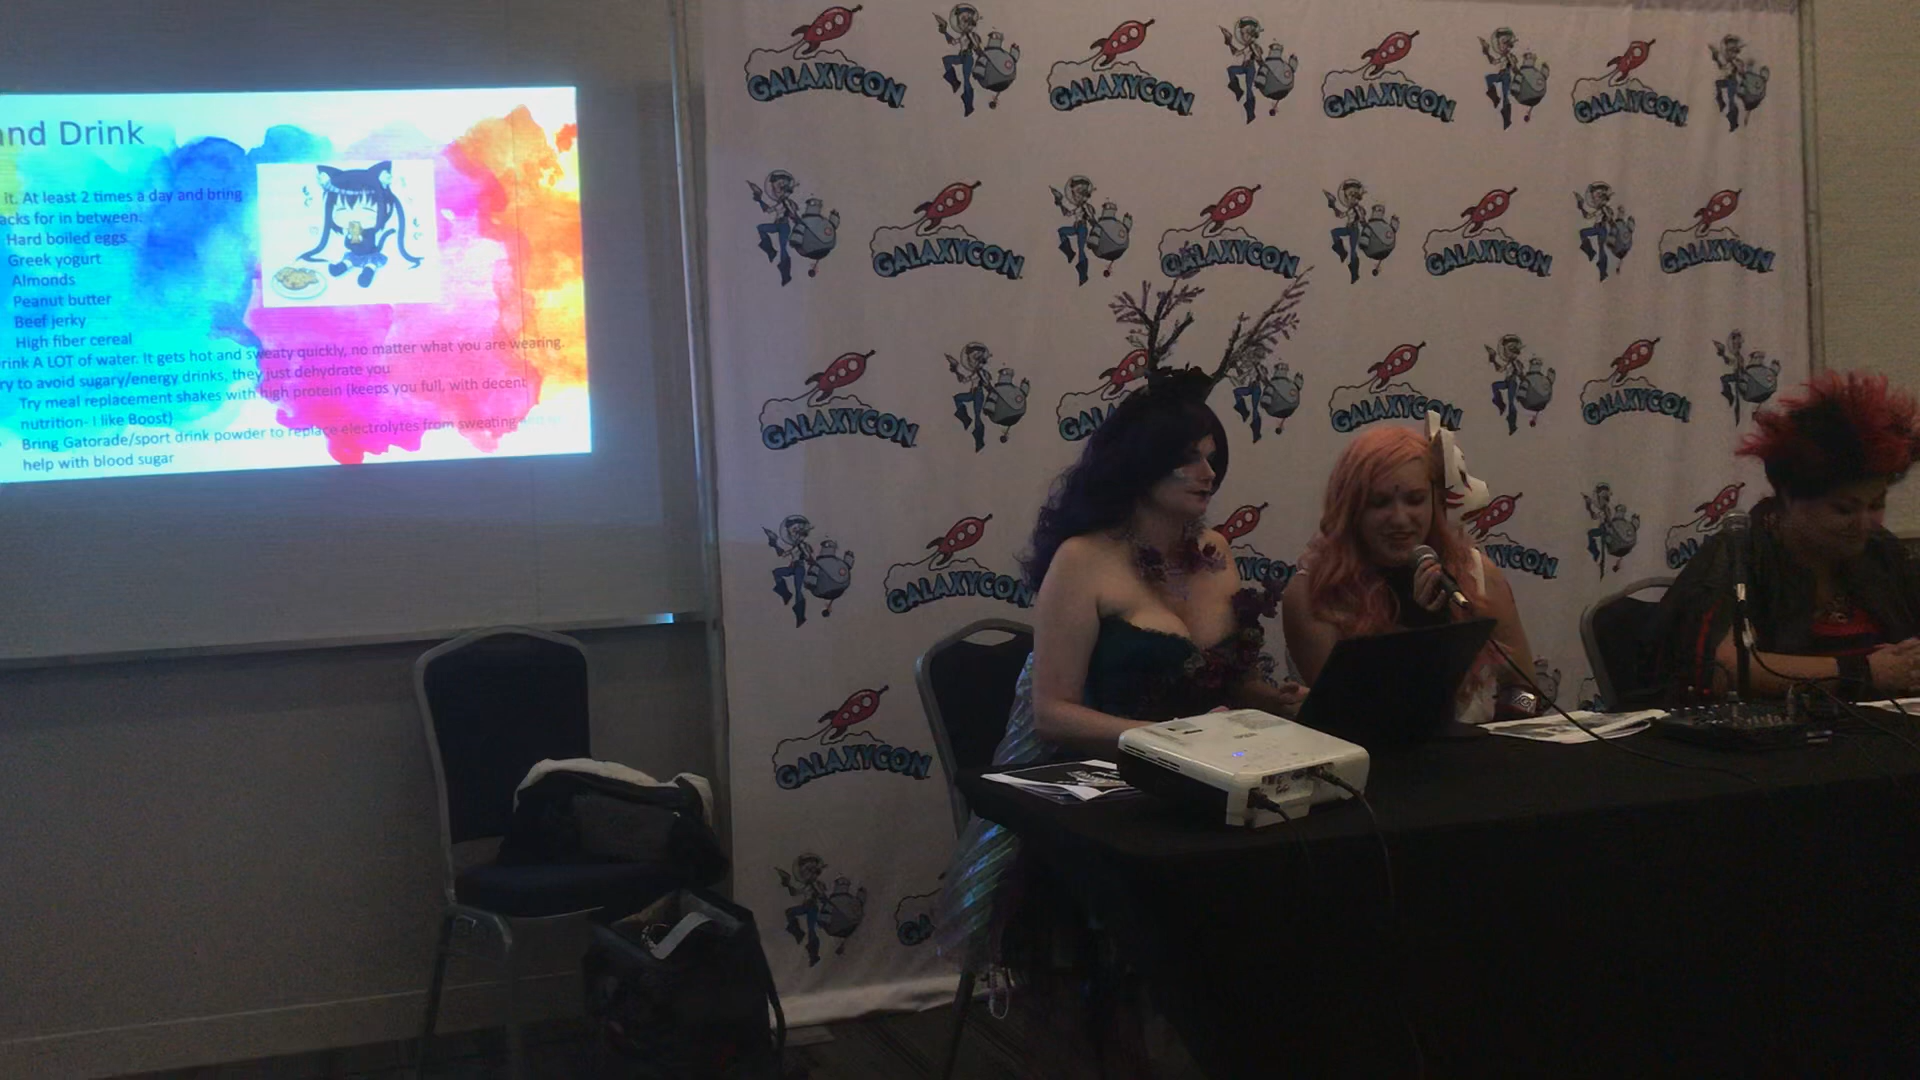 and Drink
it. At least 2 times a day and bring
acks for in between.
Hard boiled eggs
Greek yogurt
Almonds
Peanut butter
Beef jerky
High fiber cereal
rink A LOT of water. It gets hot and sweaty quickly, no matter what you are wearing.
ry to avoid sugary/energy drinks, they just dehydrate you
Try meal replacement shakes with high protein (keeps you full, with decent
nutrition- I like Boost)
Bring Gatorade/sport drink powder to replace electrolytes from sweating
help with blood sugar
GALAXYCON
GALAXYCON
GALAXYCON
GALAXYCON
GALAXYCON
GALAXYCON
GALAXYCON
GALAXYCON
GALAXYCON
GALAXYCON
GALAXYCON
GALAXYCON
GALAXYCON
GALAXYCON